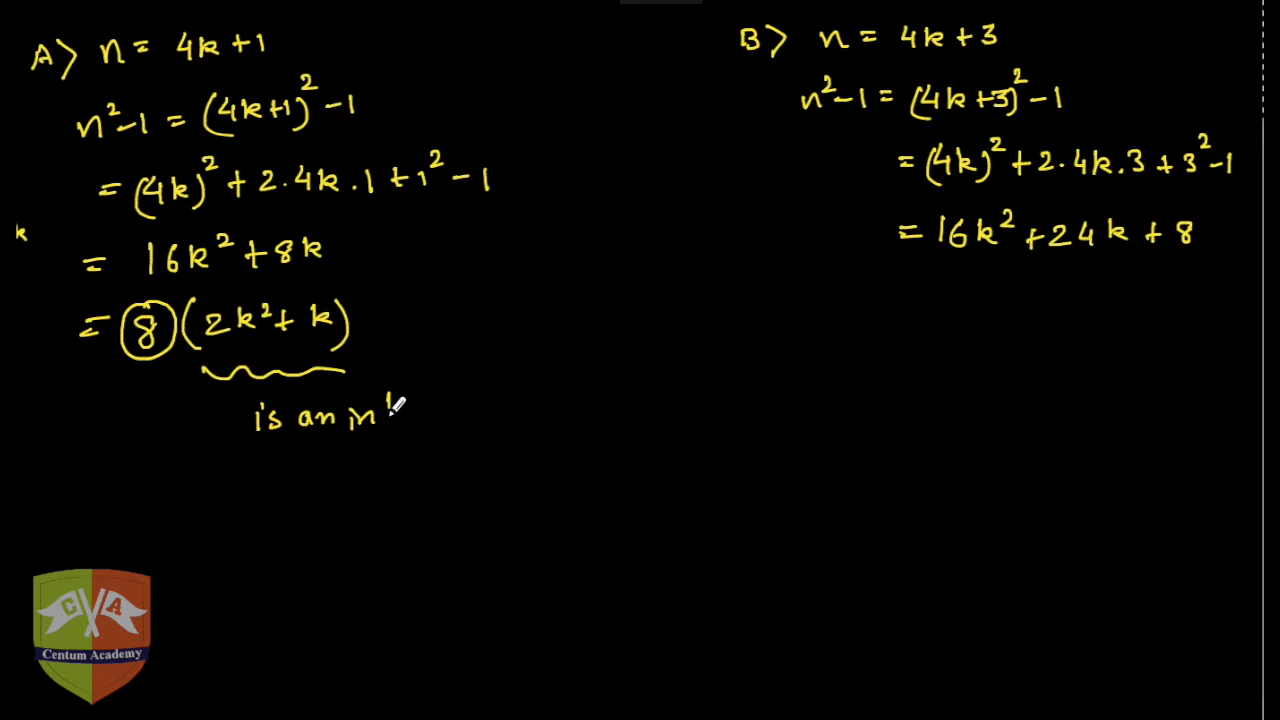 A) n = 4k+1
n²-1 = (4k+1)² -1
= (4k)² + 2.4k.1 + 1² - 1
k
= 16k² + 8k
= 8 (2k² + k)
is an int
B) n = 4k+3
n²-1 = (4k+3)² -1
= (4k)² + 2.4k.3 + 3² -1
= 16k² + 24k + 8
C A
Centum Academy